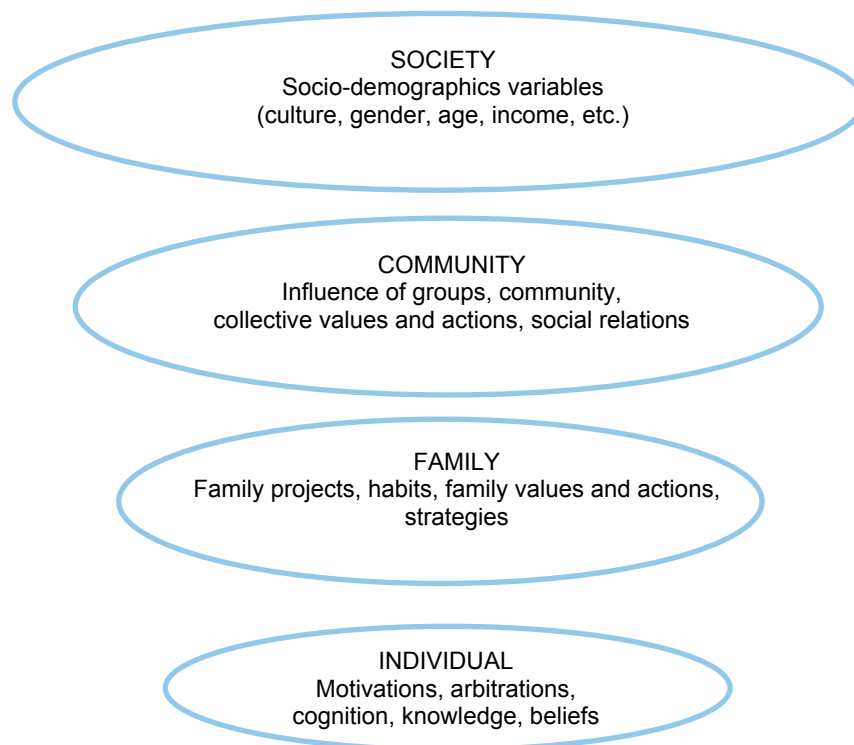 SOCIETY
Socio-demographics variables
(culture, gender, age, income, etc.)
COMMUNITY
Influence of groups, community,
collective values and actions, social relations
FAMILY
Family projects, habits, family values and actions,
strategies
INDIVIDUAL
Motivations, arbitrations,
cognition, knowledge, beliefs